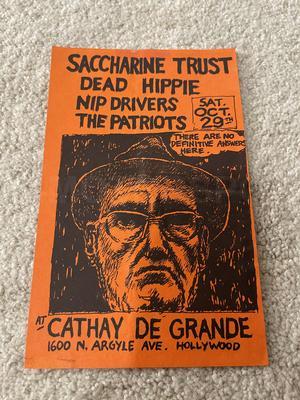 SACCHARINE TRUST
DEAD HIPPIE
NIP DRIVERS
THE PATRIOTS
SAT.
OCT.
29TH
THERE ARE NO
DEFINITIVE ANSWERS
HERE.
AT CATHAY DE GRANDE
1600 N. ARGYLE AVE. HOLLYWOOD